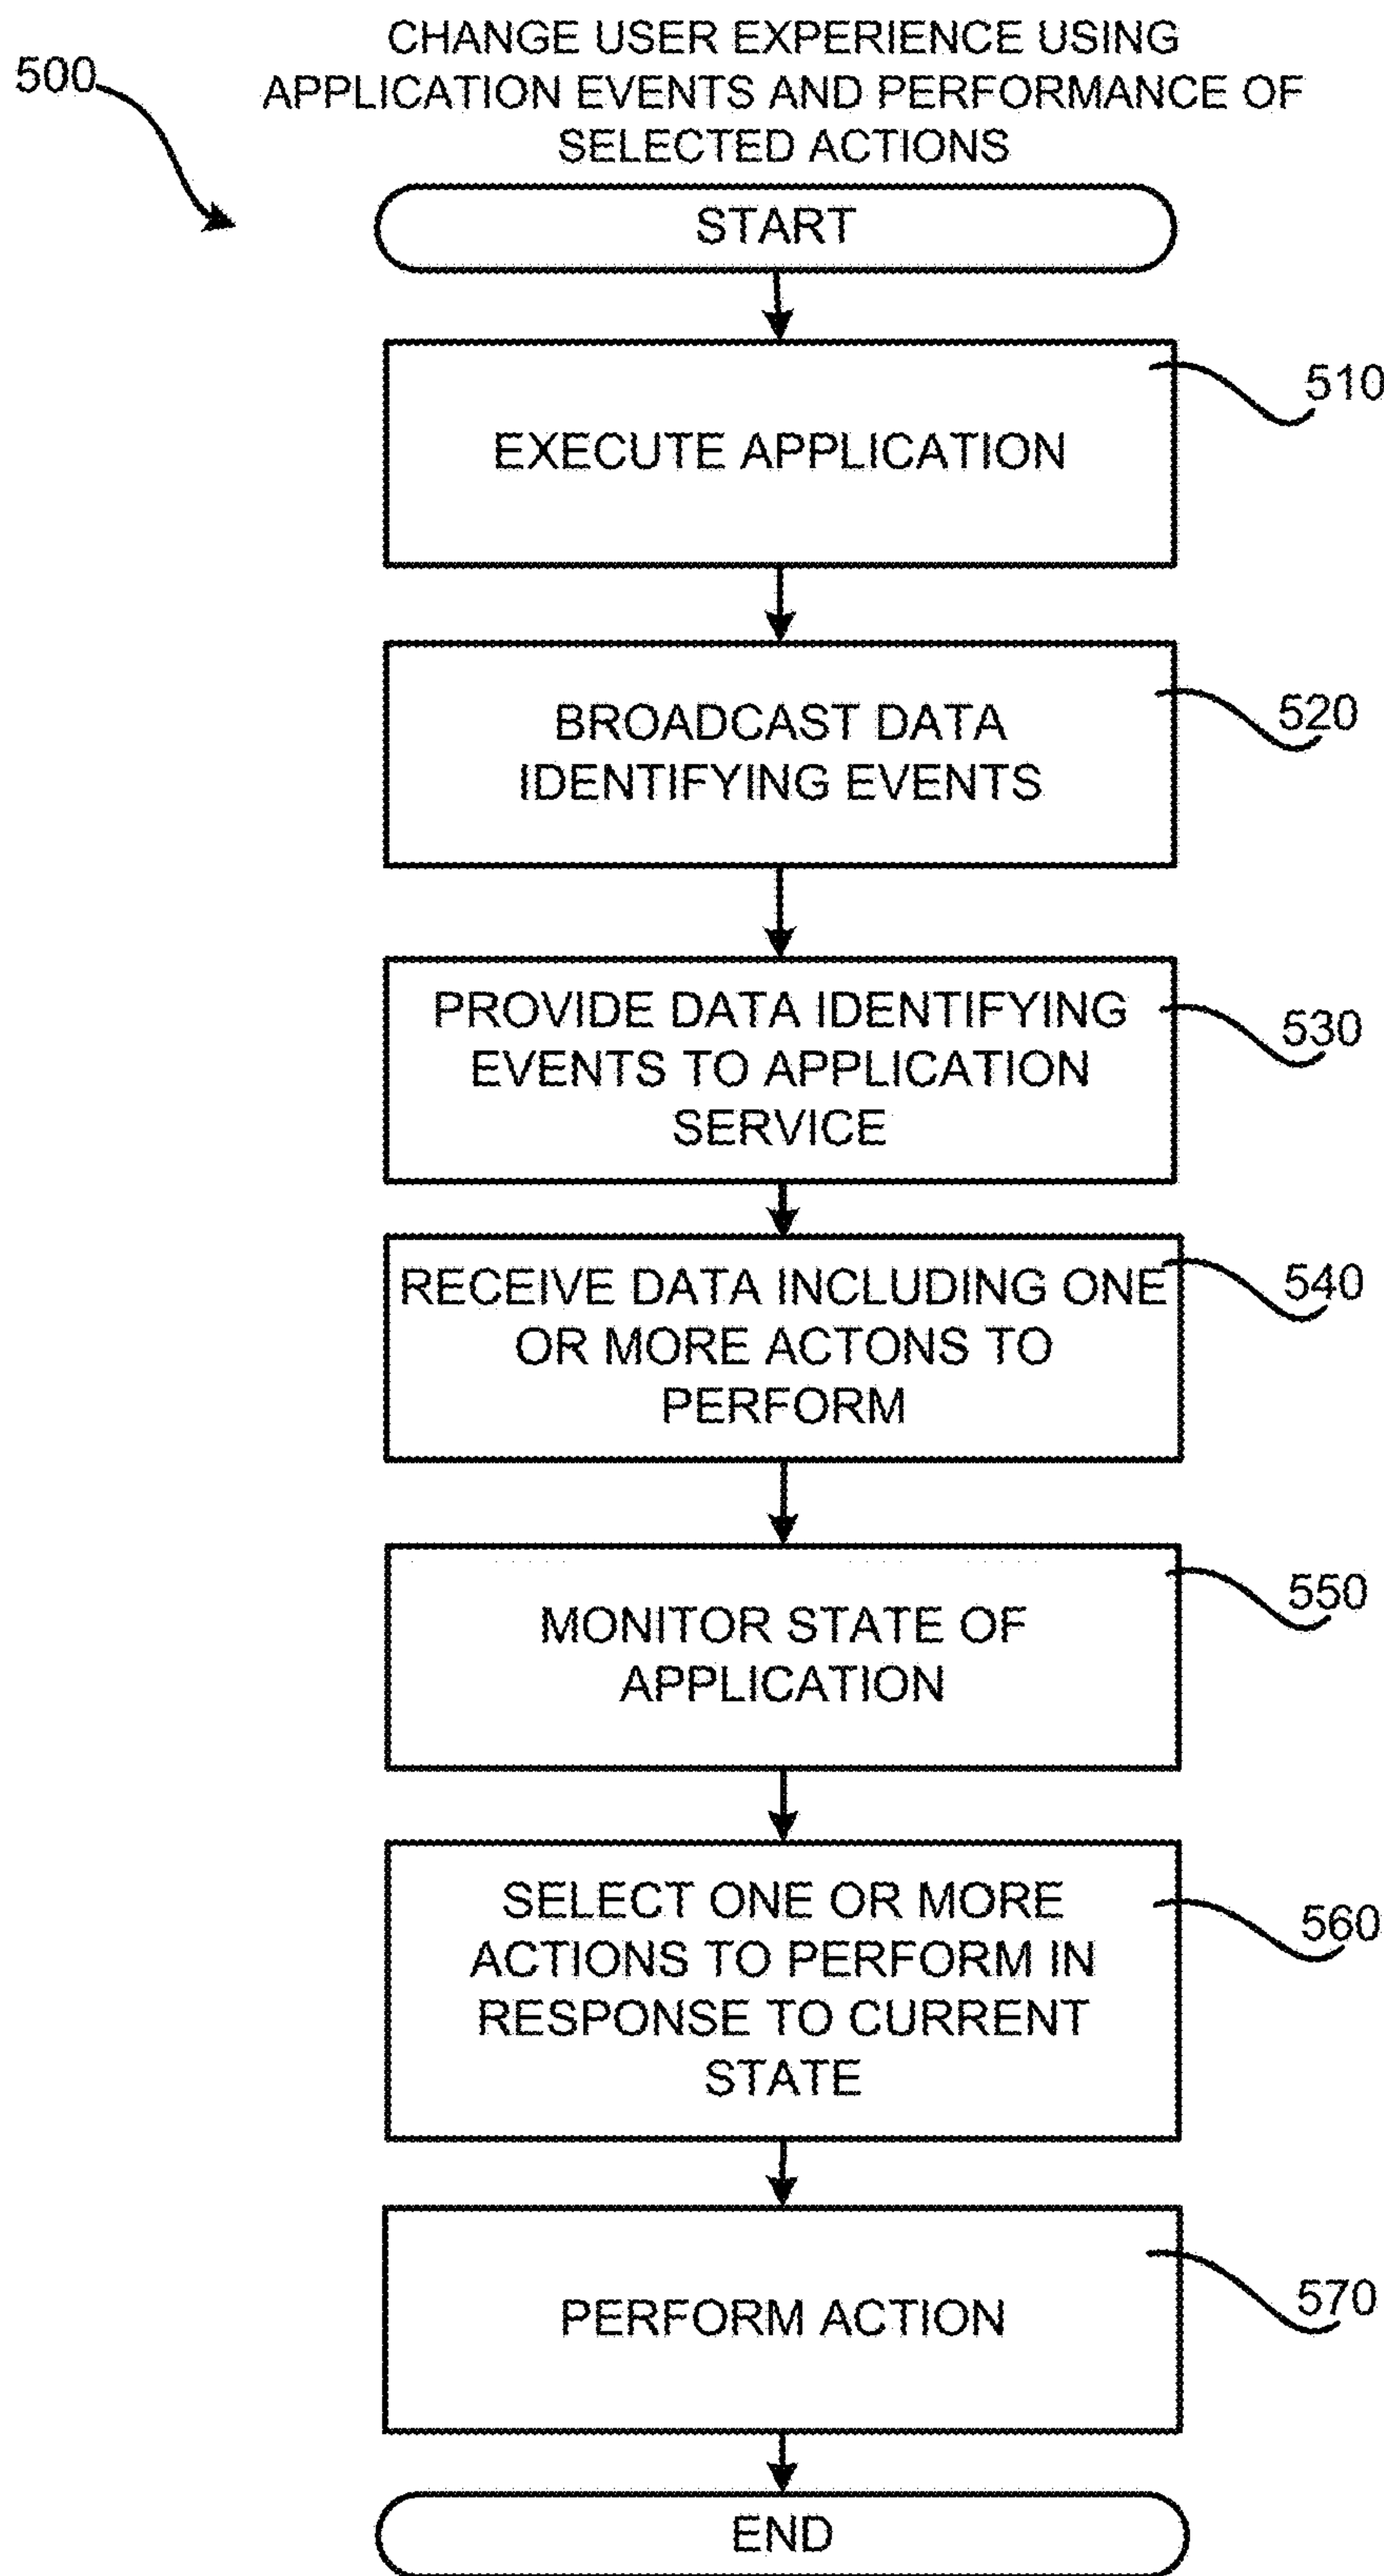 CHANGE USER EXPERIENCE USING
APPLICATION EVENTS AND PERFORMANCE OF
SELECTED ACTIONS
500
START
510
EXECUTE APPLICATION
520
BROADCAST DATA
IDENTIFYING EVENTS
530
PROVIDE DATA IDENTIFYING
EVENTS TO APPLICATION
SERVICE
540
RECEIVE DATA INCLUDING ONE
OR MORE ACTONS TO
PERFORM
550
MONITOR STATE OF
APPLICATION
560
SELECT ONE OR MORE
ACTIONS TO PERFORM IN
RESPONSE TO CURRENT
STATE
570
PERFORM ACTION
END